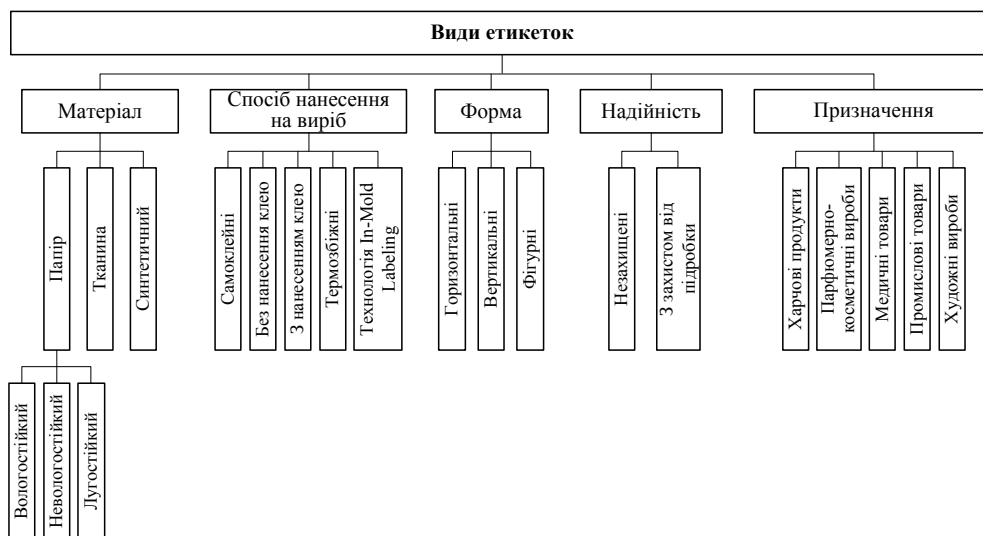 Види етикеток
Матеріал
Спосіб нанесення
на виріб
Форма
Надійність
Призначення
Папір
Тканина
Синтетичний
Самоклейні
Без нанесення клею
З нанесенням клею
Термозбіжні
Технологія In-Mold
Labeling
Горизонтальні
Вертикальні
Фігурні
Незахищені
З захистом від
підробки
Харчові продукти
Парфюмерно-
косметичні вироби
Медичні товари
Промислові товари
Художні вироби
Вологостійкий
Невологостійкий
Лугостійкий